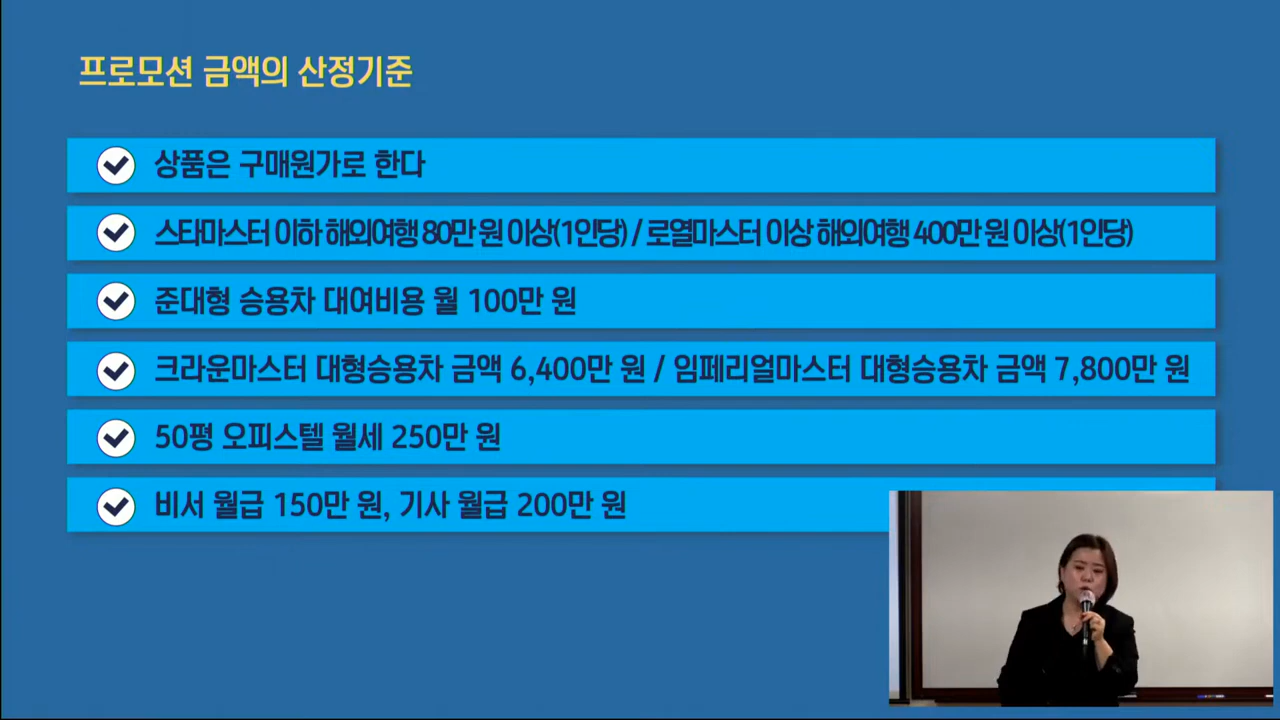 프로모션 금액의 산정기준
상품은 구매원가로 한다
스타마스터 이하 해외여행 80만 원 이상(1인당) / 로열마스터 이상 해외여행 400만 원 이상(1인당)
준대형 승용차 대여비용 월 100만 원
크라운마스터 대형승용차 금액 6,400만 원 / 임페리얼마스터 대형승용차 금액 7,800만 원
50평 오피스텔 월세 250만 원
비서 월급 150만 원, 기사 월급 200만 원